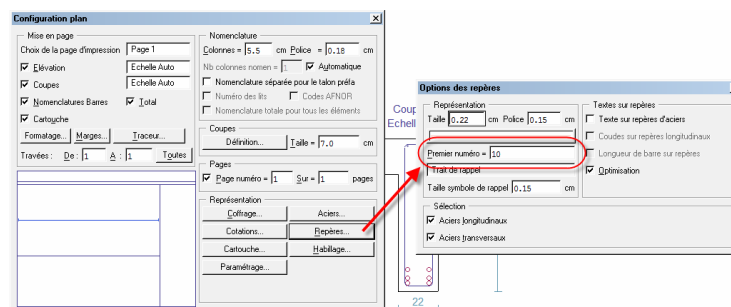 Configuration plan
Mise en page
Choix de la page d'impression Page 1
Elévation Echelle Auto
Coupes Echelle Auto
Nomenclatures Barres Total
Cartouche
Formatage... Marges... Traceur...
Travées : De : 1 A : 1 Toutes
Nomenclature
Colonnes = 5.5 cm Police = 0.18 cm
Nb colonnes nomen = 1 Automatique
Nomenclature séparée pour le talon préfa
Numéro des lits Codes AFNOR
Nomenclature totale pour tous les éléments
Coupes
Définition... Taille = 7.0 cm
Pages
Page numéro = 1 Sur = 1 pages
Représentation
Coffrage... Aciers...
Cotations... Repères...
Cartouche... Habillage...
Paramétrage...
Coup
Echell
22
Options des repères
Représentation
Taille 0.22 cm Police 0.15 cm
Premier numéro = 10
Trait de rappel
Taille symbole de rappel 0.15 cm
Textes sur repères
Texte sur repères d'aciers
Coudes sur repères longitudinaux
Longueur de barre sur repères
Optimisation
Sélection
Aciers longitudinaux
Aciers transversaux